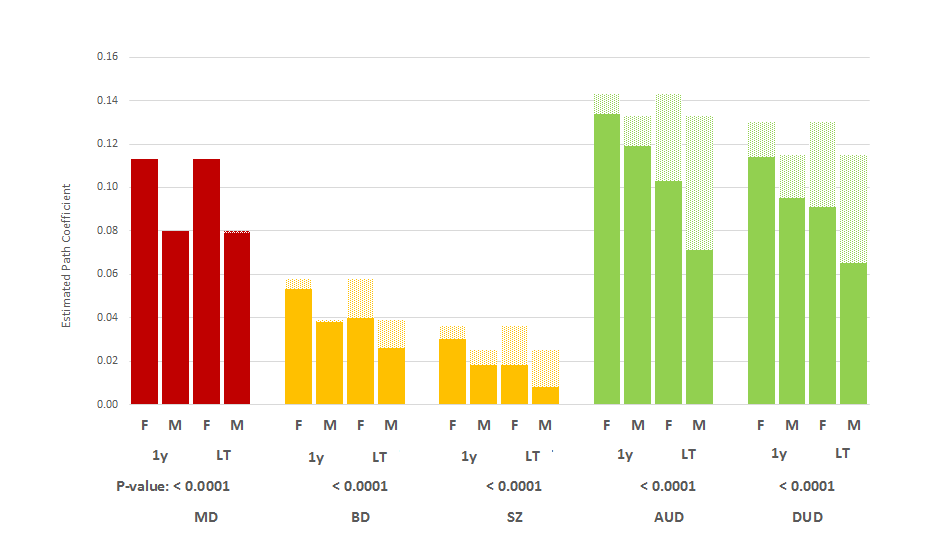 0.16
0.14
0.12
0.10
0.08
0.06
0.04
0.02
0.00
Estimated Path Coefficient
F M F M F M F M F M F M F M F M F M F M
1y LT 1y LT 1y LT 1y LT 1y LT
P-value: < 0.0001 < 0.0001 < 0.0001 < 0.0001 < 0.0001
MD BD SZ AUD DUD